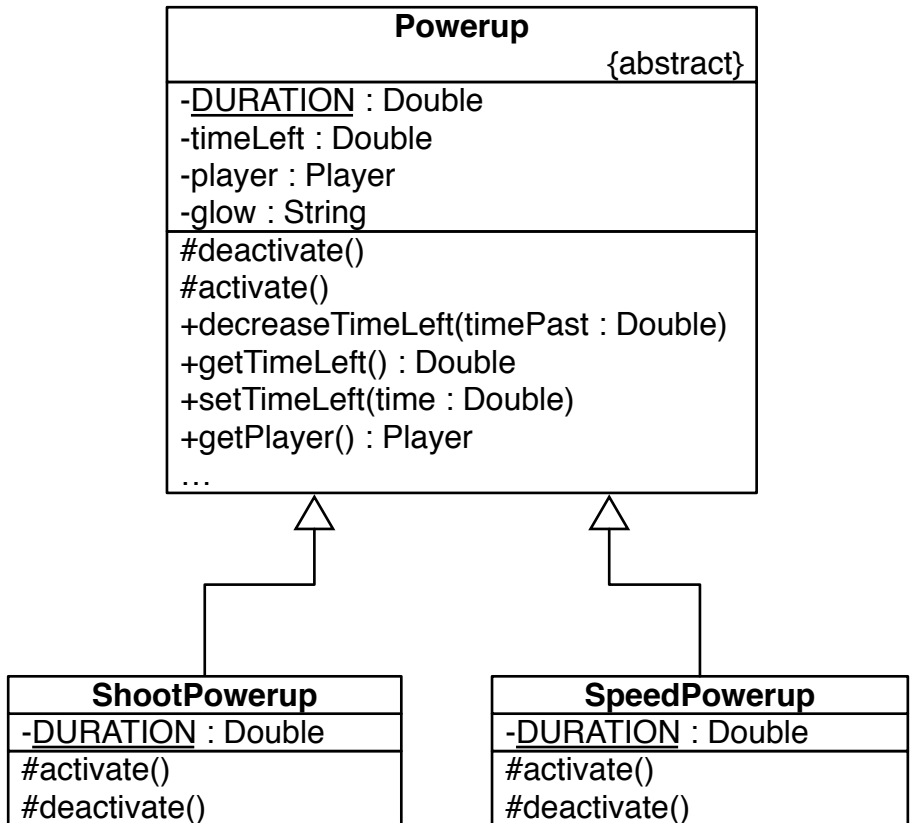 Powerup
{abstract}
-DURATION : Double
-timeLeft : Double
-player : Player
-glow : String
#deactivate()
#activate()
+decreaseTimeLeft(timePast : Double)
+getTimeLeft() : Double
+setTimeLeft(time : Double)
+getPlayer() : Player
…
ShootPowerup
-DURATION : Double
#activate()
#deactivate()
SpeedPowerup
-DURATION : Double
#activate()
#deactivate()